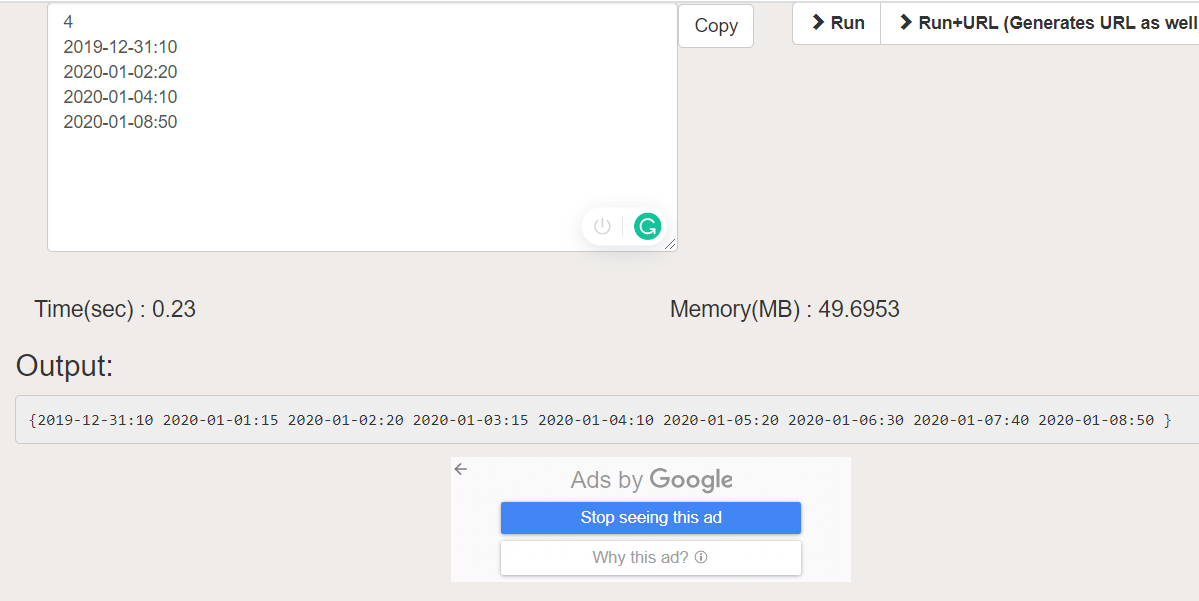 4
2019-12-31:10
2020-01-02:20
2020-01-04:10
2020-01-08:50
Copy
Run
Run+URL (Generates URL as well
Time(sec) : 0.23
Memory(MB) : 49.6953
Output:
{2019-12-31:10 2020-01-01:15 2020-01-02:20 2020-01-03:15 2020-01-04:10 2020-01-05:20 2020-01-06:30 2020-01-07:40 2020-01-08:50 }
Ads by Google
Stop seeing this ad
Why this ad?